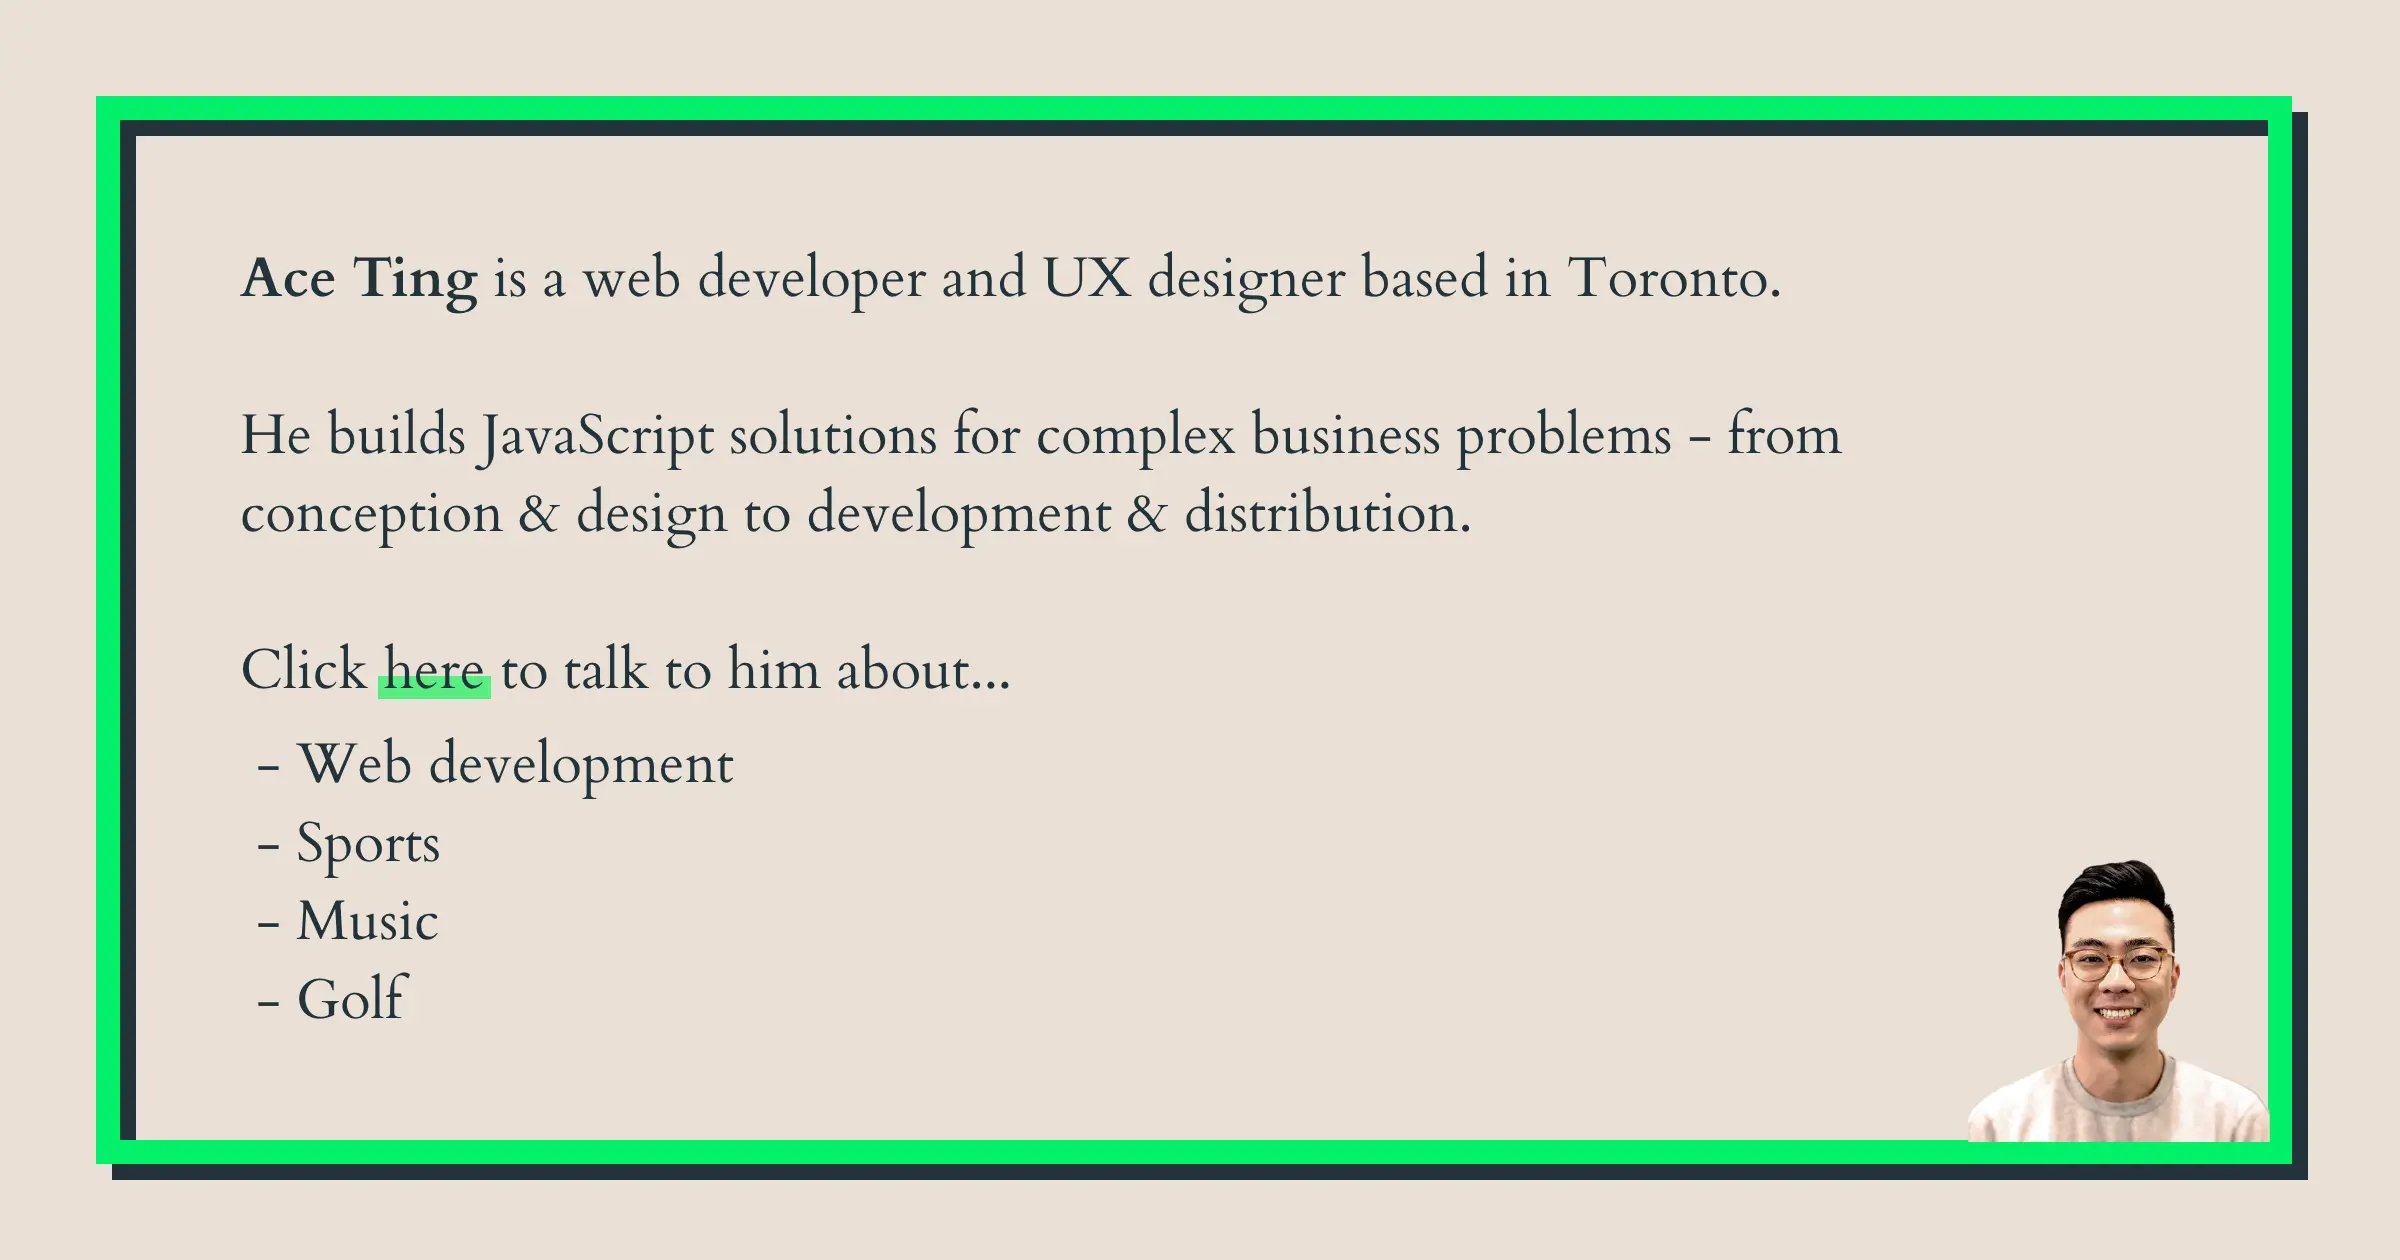 Ace Ting is a web developer and UX designer based in Toronto.
He builds JavaScript solutions for complex business problems - from
conception & design to development & distribution.
Click here to talk to him about...
- Web development
- Sports
- Music
- Golf